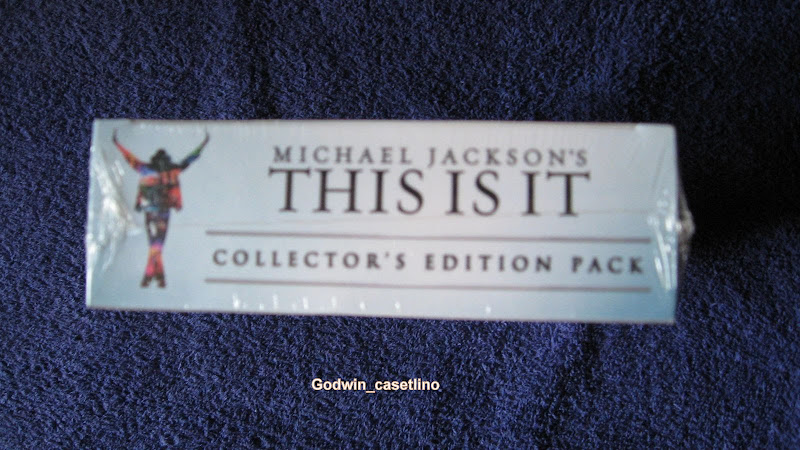 MICHAEL JACKSON'S
THIS IS IT
COLLECTOR'S EDITION PACK
Godwin_casetlino